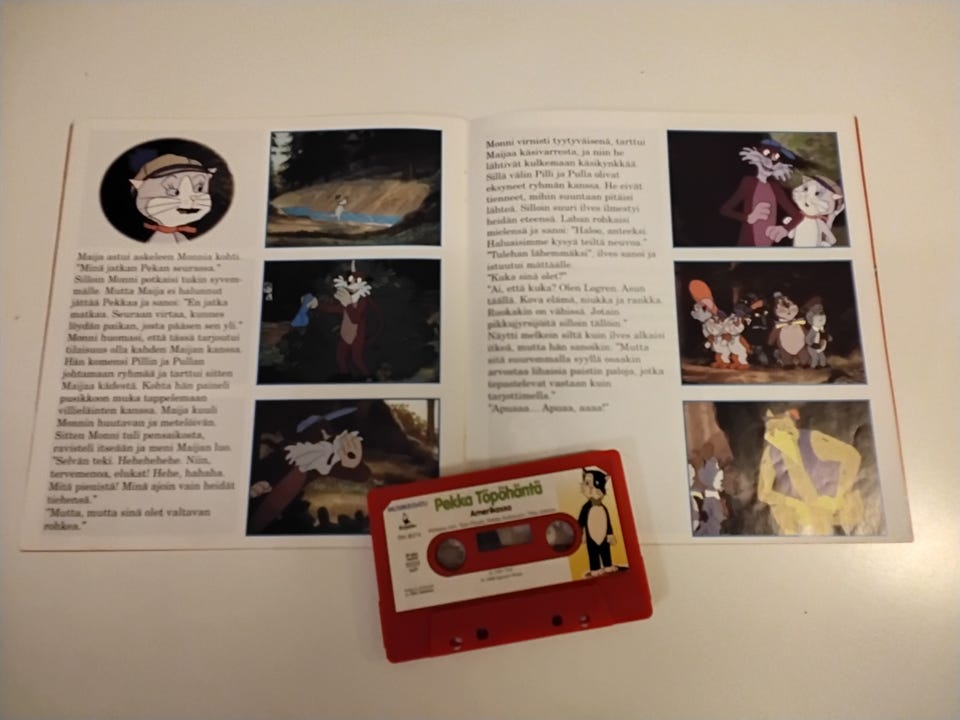 Maija astui askeleen Monnia kohti.
"Minä jatkan Pekan seurassa."
Silloin Monni potkaisi tukin syvem-
mälle. Mutta Maija ei halunnut
jättää Pekkaa ja sanoi: "En jatka
matkaa. Seuraan virtaa, kunnes
löydän paikan, josta pääsen sen yli."
Monni huomasi, että tässä tarjoutui
tilaisuus olla kahden Maijan kanssa.
Hän komensi Pillin ja Pullan
johtamaan ryhmää ja tarttui sitten
Maijaa kädestä. Kohta hän paineli
pusikkoon muka tappelemaan
villieläinten kanssa. Maija kuuli
Monnin huutavan ja metelöivän.
Sitten Monni tuli pensaikosta,
ravisteli itseään ja meni Maijan luo.
"Selvän teki. Hehehehehe. Niin,
tervemenoa, elukat! Hehe, hahaha.
Minä pienistä! Minä ajoin vain heidät
tiehensä."
"Mutta, mutta sinä olet valtavan
rohkea."
Monni virnisti tyytyväisenä, tarttui
Maijaa käsivarresta, ja niin he
lähtivät kulkemaan käsikynkkää.
Sillä välin Pilli ja Pulla olivat
eksyneet ryhmän kanssa. He eivät
tienneet, mihin suuntaan pitäisi
lähteä. Silloin suuri ilves ilmestyi
heidän eteensä. Laban rohkaisi
mielensä ja sanoi: "Haloo, anteeksi.
Haluaisimme kysyä teiltä neuvoa."
"Tulehan lähemmäksi", ilves sanoi ja
istuutui mättäälle.
"Kuka sinä olet?"
"Ai, että kuka? Olen Logren. Asun
täällä. Kova elämä, niukka ja rankka.
Ruokakin on vähissä. Jotain
pikkujyrsijöitä silloin tällöin."
Näytti melkein siltä kuin ilves alkaisi
itkeä, mutta hän sanoikin: "Mutta
sitä suuremmalla syyllä osaakin
arvostaa lihaisia paistin paloja, jotka
tepastelevat vastaan kuin
tarjottimella."
"Apuaaa... Apuaa, aaaa!"
MUSIIKKISATU
Pekka Töpöhäntä
Amerikassa